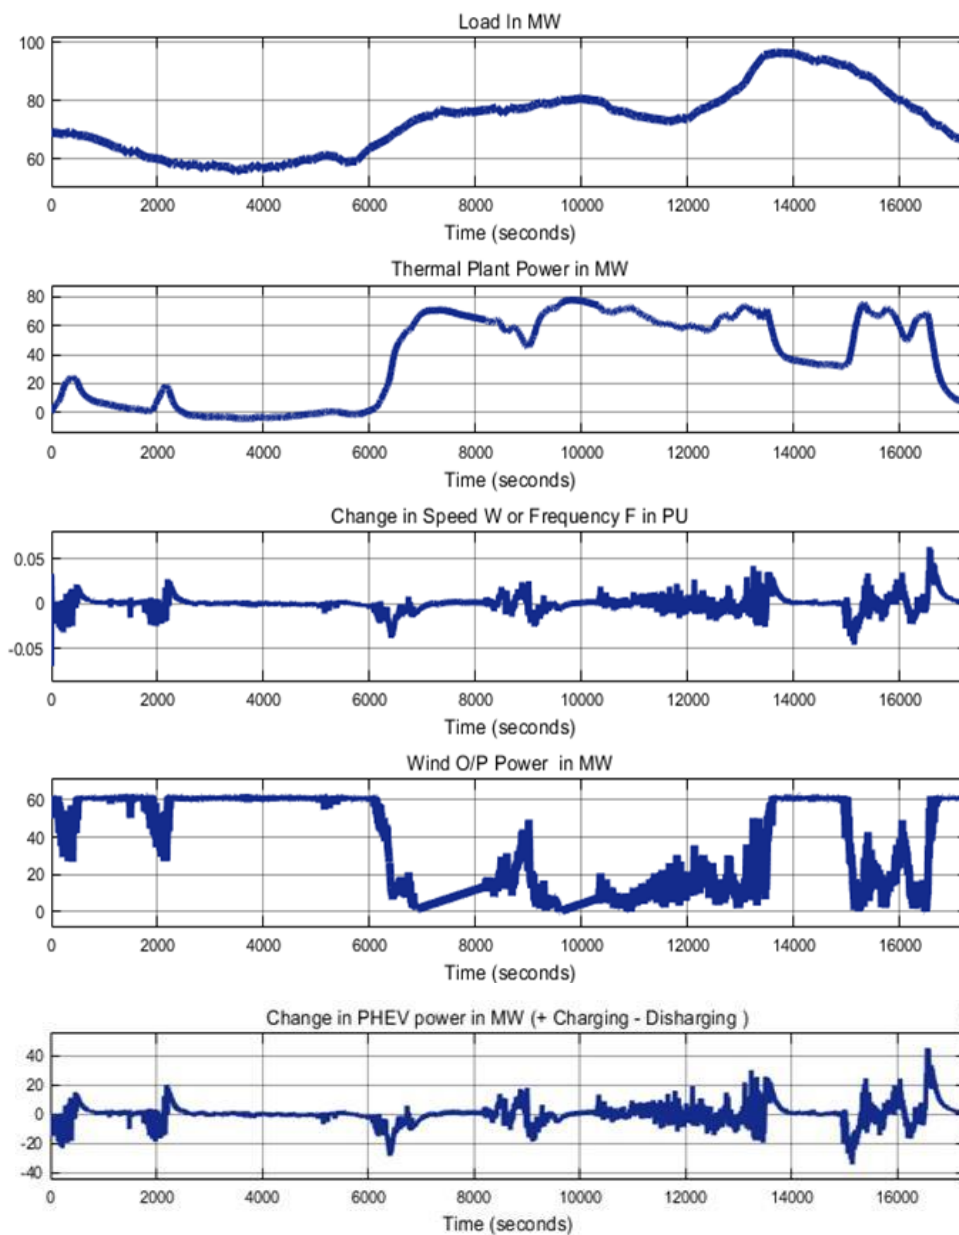 Load In MW
100
80
60
0 2000 4000 6000 8000 10000 12000 14000 16000
Time (seconds)
Thermal Plant Power in MW
80
60
40
20
0
0 2000 4000 6000 8000 10000 12000 14000 16000
Time (seconds)
Change in Speed W or Frequency F in PU
0.05
0
-0.05
0 2000 4000 6000 8000 10000 12000 14000 16000
Time (seconds)
Wind O/P Power in MW
60
40
20
0
0 2000 4000 6000 8000 10000 12000 14000 16000
Time (seconds)
Change in PHEV power in MW (+ Charging - Disharging )
40
20
0
-20
-40
0 2000 4000 6000 8000 10000 12000 14000 16000
Time (seconds)